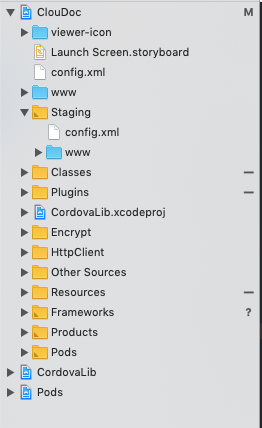 ClouDoc M
viewer-icon
Launch Screen.storyboard
config.xml
www
Staging
config.xml
www
Classes —
Plugins —
CordovaLib.xcodeproj
Encrypt
HttpClient
Other Sources
Resources —
Frameworks ?
Products
Pods
CordovaLib
Pods